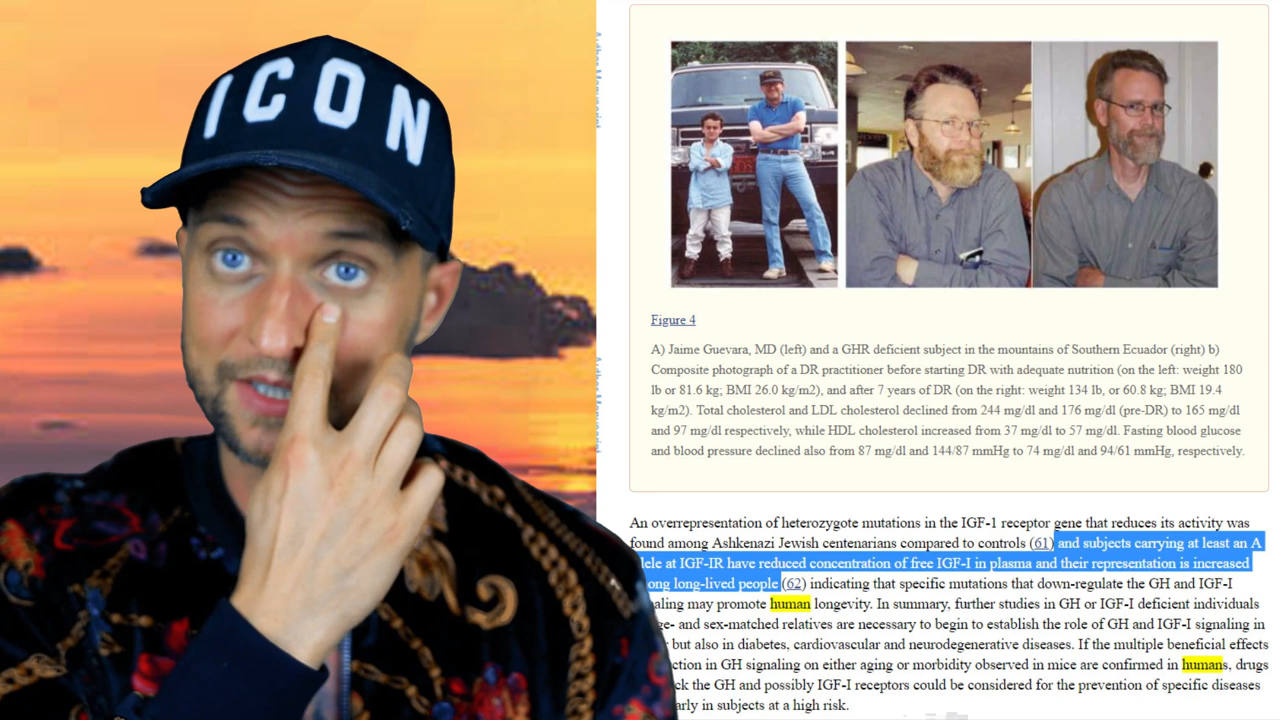 ICON
Figure 4
A) Jaime Guevara, MD (left) and a GHR deficient subject in the mountains of Southern Ecuador (right) b)
Composite photograph of a DR practitioner before starting DR with adequate nutrition (on the left: weight 180
lb or 81.6 kg; BMI 26.0 kg/m2), and after 7 years of DR (on the right: weight 134 lb, or 60.8 kg; BMI 19.4
kg/m2). Total cholesterol and LDL cholesterol declined from 244 mg/dl and 176 mg/dl (pre-DR) to 165 mg/dl
and 97 mg/dl respectively, while HDL cholesterol increased from 37 mg/dl to 57 mg/dl. Fasting blood glucose
and blood pressure declined also from 87 mg/dl and 144/87 mmHg to 74 mg/dl and 94/61 mmHg, respectively.
An overrepresentation of heterozygote mutations in the IGF-1 receptor gene that reduces its activity was
found among Ashkenazi Jewish centenarians compared to controls (61) and subjects carrying at least an A
lele at IGF-IR have reduced concentration of free IGF-I in plasma and their representation is increased
ong long-lived people (62) indicating that specific mutations that down-regulate the GH and IGF-I
aling may promote human longevity. In summary, further studies in GH or IGF-I deficient individuals
ge- and sex-matched relatives are necessary to begin to establish the role of GH and IGF-I signaling in
but also in diabetes, cardiovascular and neurodegenerative diseases. If the multiple beneficial effects
ction in GH signaling on either aging or morbidity observed in mice are confirmed in humans, drugs
ck the GH and possibly IGF-I receptors could be considered for the prevention of specific diseases
arly in subjects at a high risk.